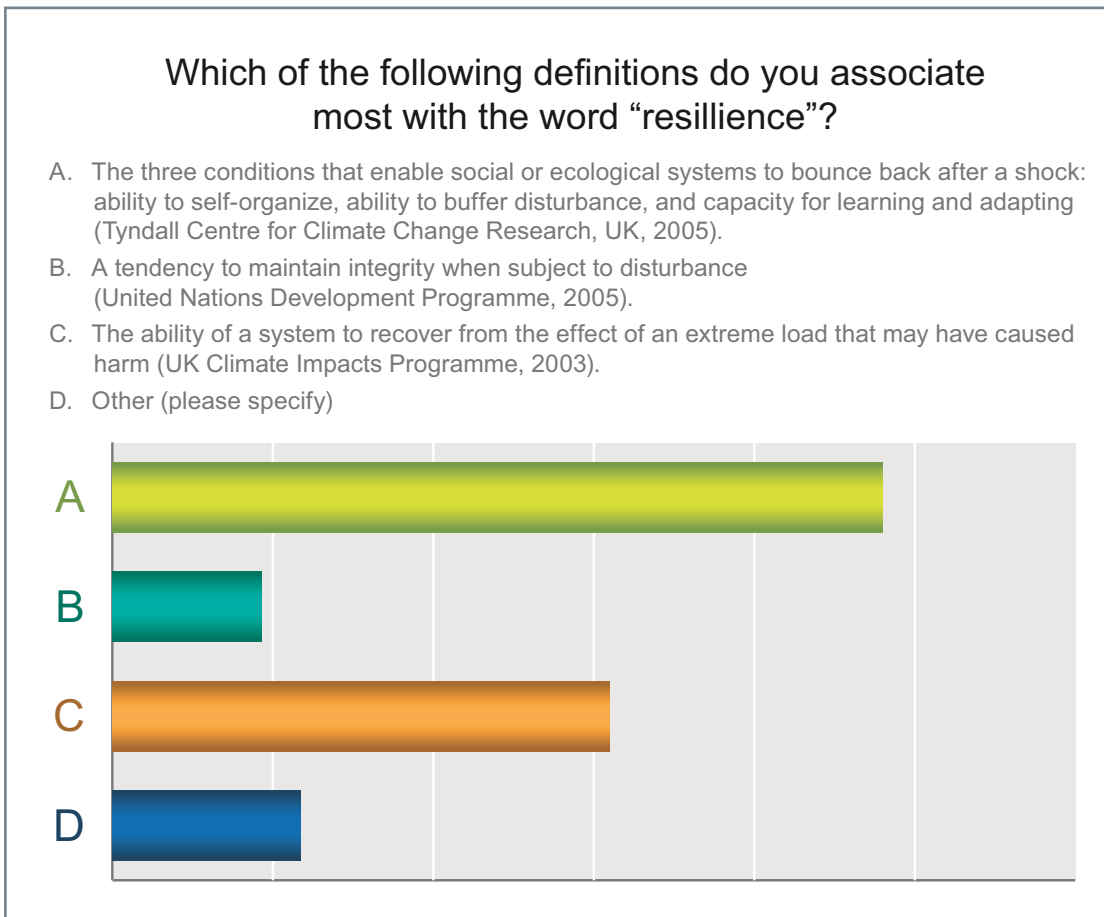 Which of the following definitions do you associate
most with the word “resillience”?
A. The three conditions that enable social or ecological systems to bounce back after a shock:
ability to self-organize, ability to buffer disturbance, and capacity for learning and adapting
(Tyndall Centre for Climate Change Research, UK, 2005).
B. A tendency to maintain integrity when subject to disturbance
(United Nations Development Programme, 2005).
C. The ability of a system to recover from the effect of an extreme load that may have caused
harm (UK Climate Impacts Programme, 2003).
D. Other (please specify)
A
B
C
D